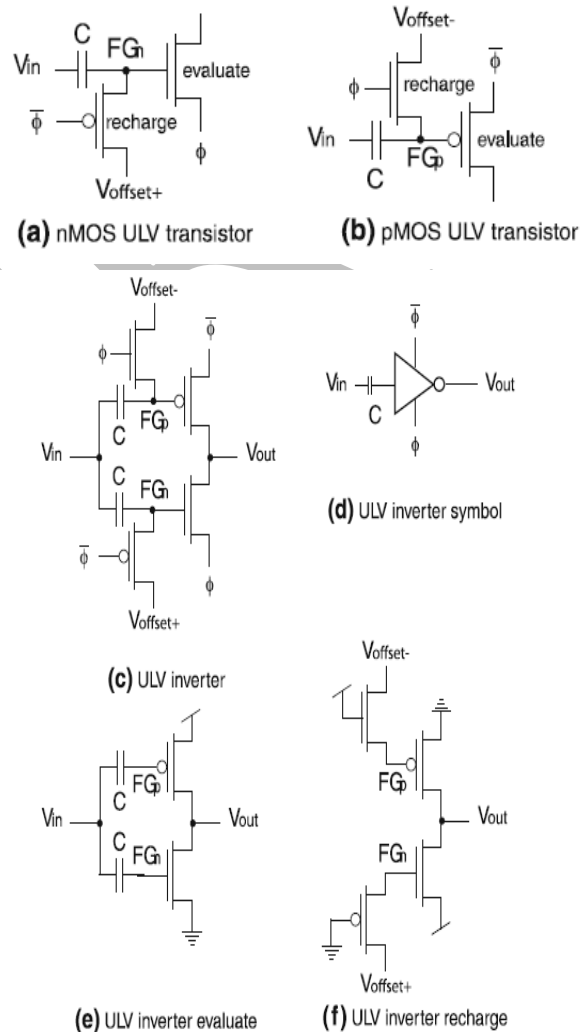 C
FGn
ϕ
Vin
evaluate
ϕ̅
recharge
ϕ
Voffset+
(a) nMOS ULV transistor
Voffset-
ϕ̅
ϕ
recharge
Vin
evaluate
C
FGp
(b) pMOS ULV transistor
Voffset-
ϕ̅
ϕ
C
FGp
Vin
Vout
C
FGn
ϕ̅
ϕ
Voffset+
(c) ULV inverter
ϕ̅
Vin
Vout
C
ϕ
(d) ULV inverter symbol
FGp
C
Vin
Vout
C
FGn
(e) ULV inverter evaluate
Voffset-
FGp
Vout
FGn
Voffset+
(f) ULV inverter recharge